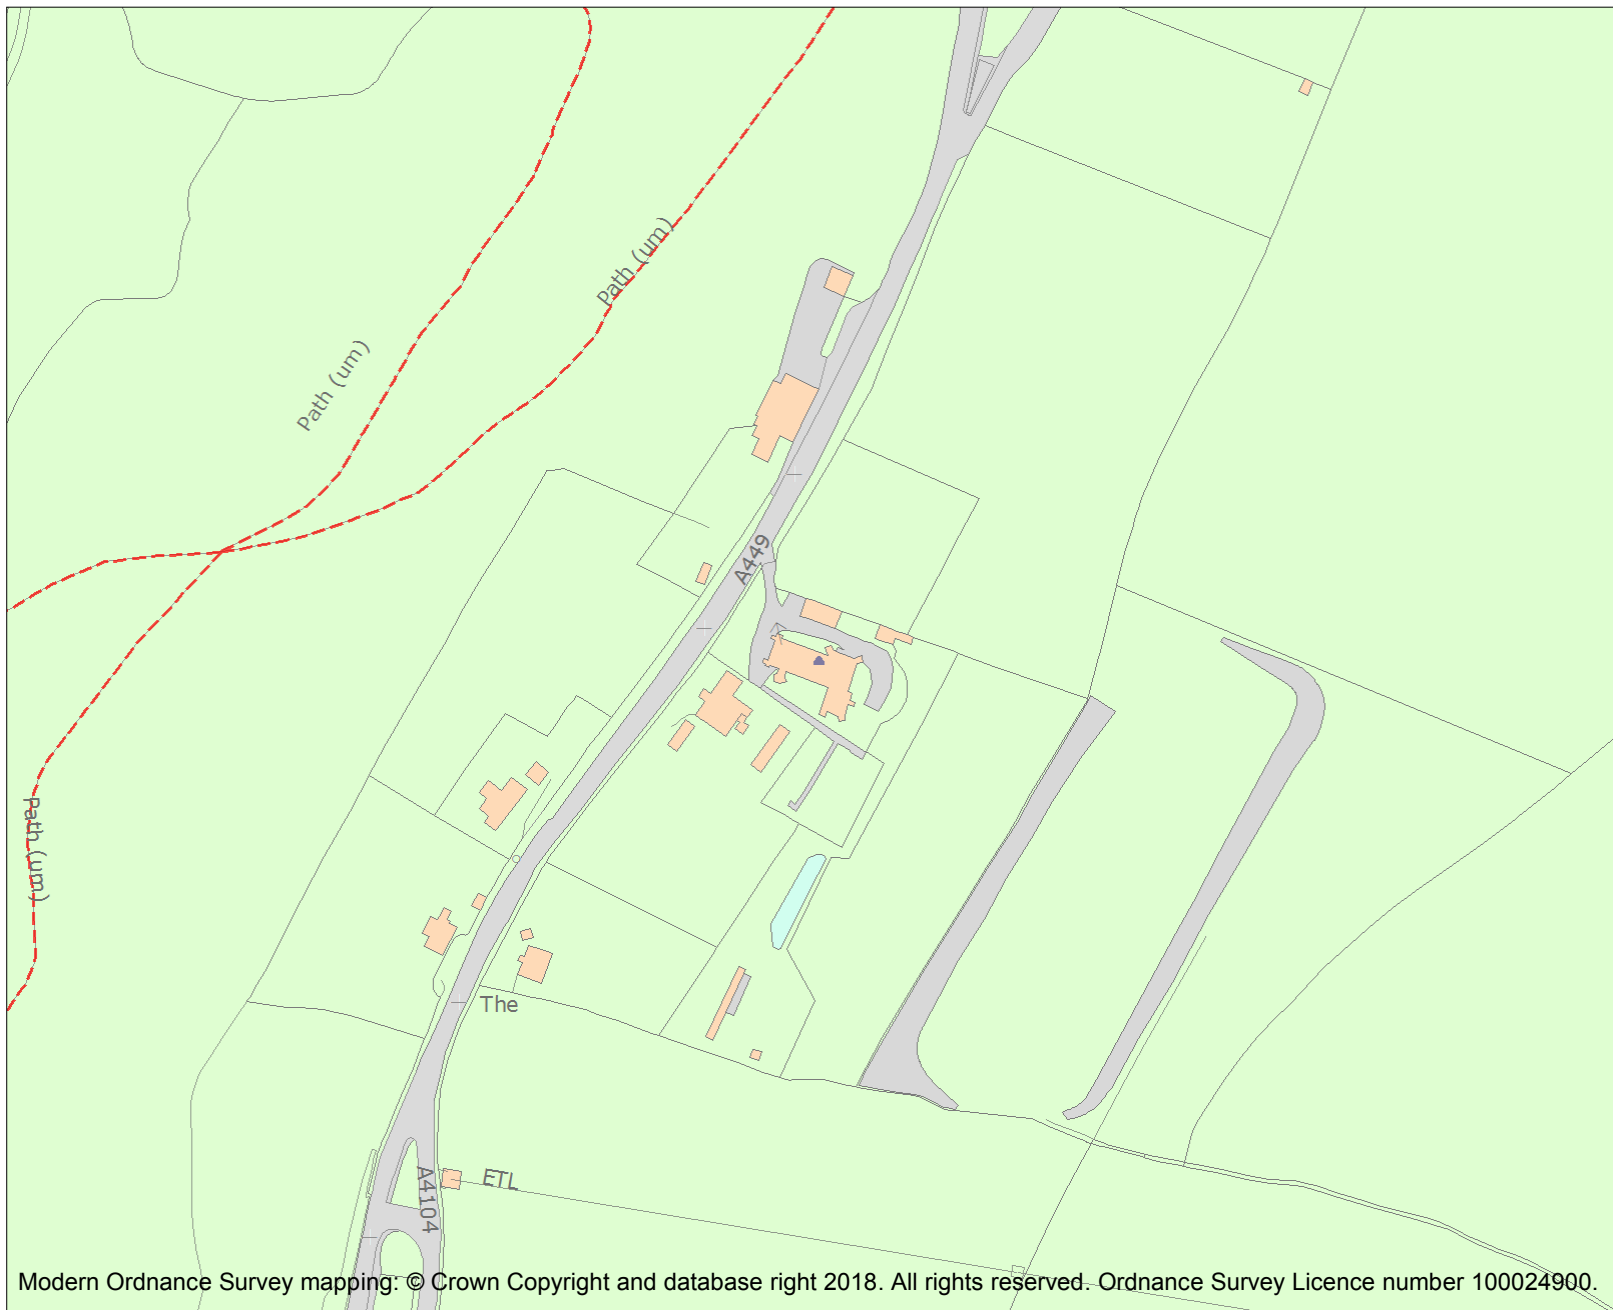 Path (um)
Path (um)
A449
Path (um)
The
ETL
A4104
Modern Ordnance Survey mapping: © Crown Copyright and database right 2018. All rights reserved. Ordnance Survey Licence number 100024900.